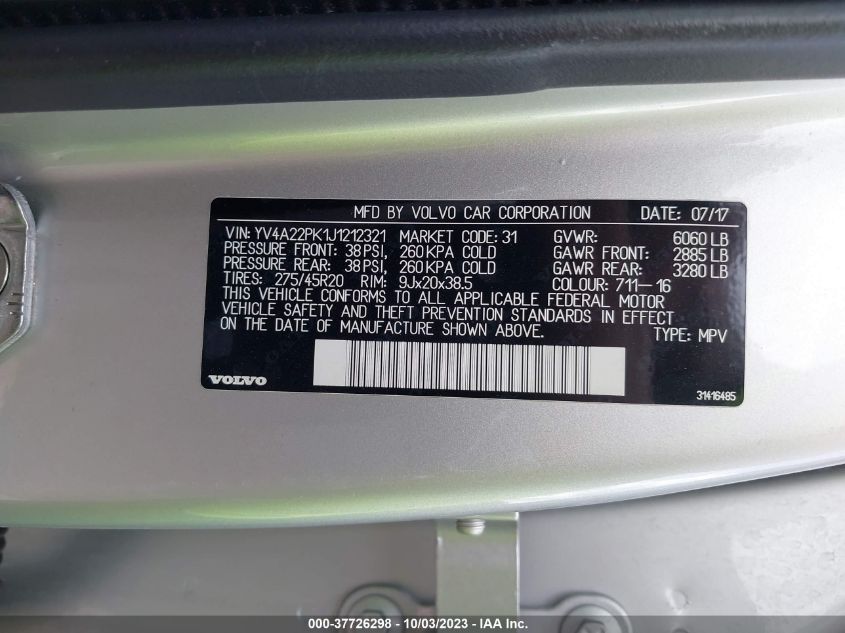 MFD BY VOLVO CAR CORPORATION DATE: 07/17
VIN: YV4A22PK1J1212321 MARKET CODE: 31 GVWR: 6060 LB
PRESSURE FRONT: 38 PSI, 260 KPA COLD GAWR FRONT: 2885 LB
PRESSURE REAR: 38 PSI, 260 KPA COLD GAWR REAR: 3280 LB
TIRES: 275/45R20 RIM: 9Jx20x38.5 COLOUR: 711-16
THIS VEHICLE CONFORMS TO ALL APPLICABLE FEDERAL MOTOR
VEHICLE SAFETY AND THEFT PREVENTION STANDARDS IN EFFECT
ON THE DATE OF MANUFACTURE SHOWN ABOVE. TYPE: MPV
VOLVO 31416485
000-37726298 - 10/03/2023 - IAA Inc.